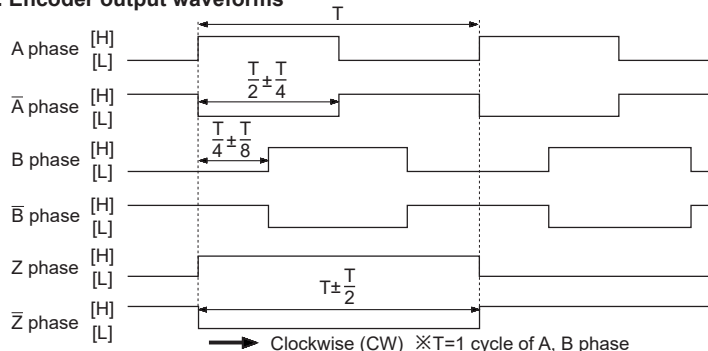 . Encoder output waveforms
T
A phase [H]
[L]
A̅ phase [H]
[L]
T/2±T/4
B phase [H]
[L]
T/4±T/8
B̅ phase [H]
[L]
Z phase [H]
[L]
Z̅ phase [H]
[L]
T±T/2
Clockwise (CW) ※T=1 cycle of A, B phase